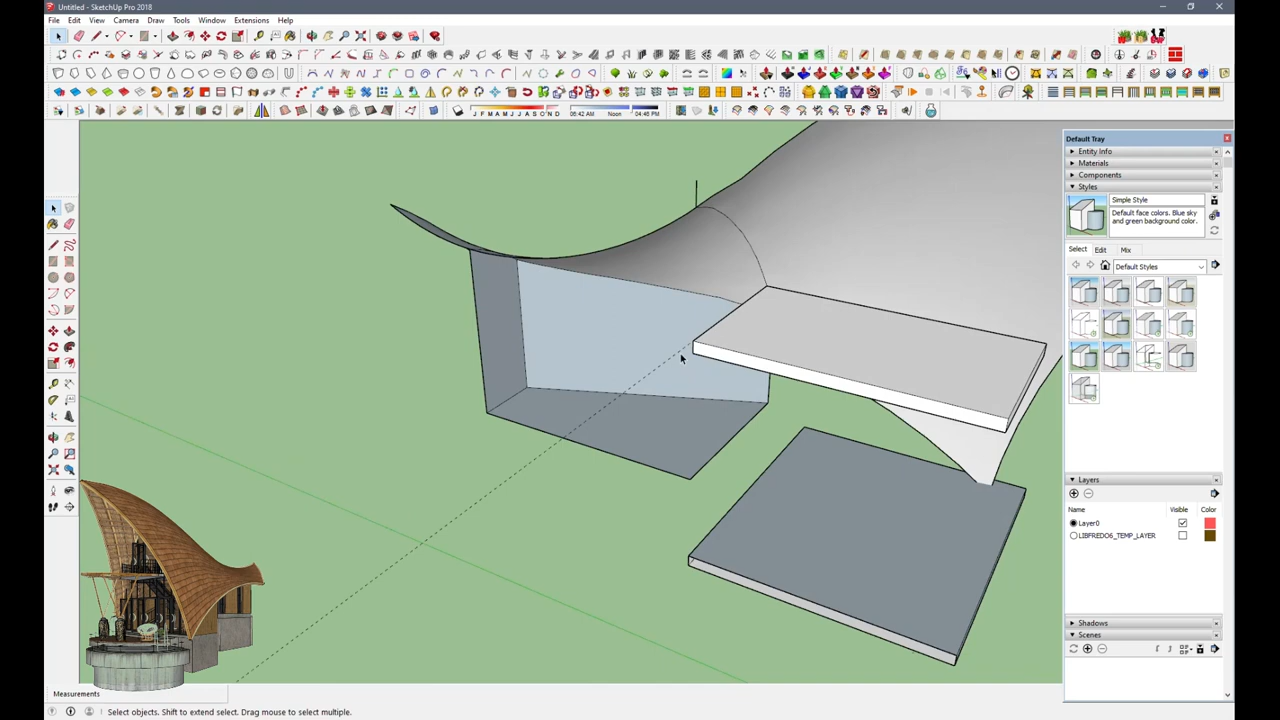 Untitled - SketchUp Pro 2018
File Edit View Camera Draw Tools Window Extensions Help
J F M A M J J A S O N D 06:42 AM Noon 04:45 PM
Default Tray
Entity Info
Materials
Components
Styles
Simple Style
Default face colors. Blue sky and green background color.
Select Edit Mix
Default Styles
Layers
Name Visible Color
Layer0
LIBFREDO6_TEMP_LAYER
Shadows
Scenes
Measurements
Select objects. Shift to extend select. Drag mouse to select multiple.